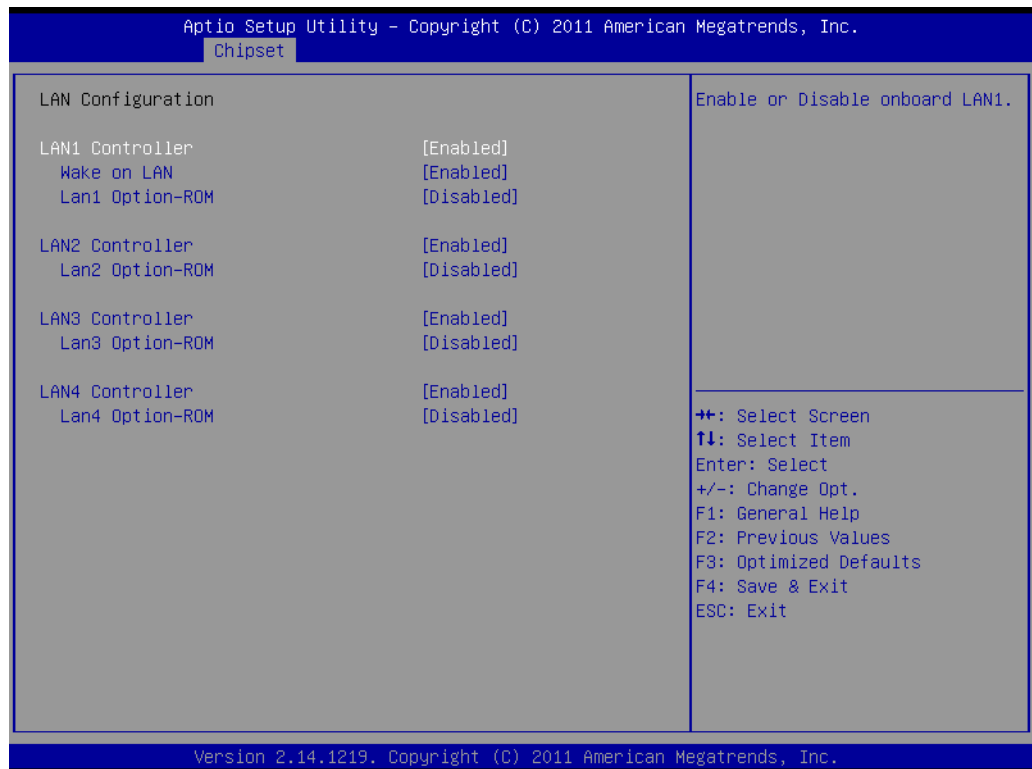 Aptio Setup Utility – Copyright (C) 2011 American Megatrends, Inc.
Chipset
LAN Configuration
LAN1 Controller [Enabled]
Wake on LAN [Enabled]
Lan1 Option-ROM [Disabled]
LAN2 Controller [Enabled]
Lan2 Option-ROM [Disabled]
LAN3 Controller [Enabled]
Lan3 Option-ROM [Disabled]
LAN4 Controller [Enabled]
Lan4 Option-ROM [Disabled]
Enable or Disable onboard LAN1.
→←: Select Screen
↑↓: Select Item
Enter: Select
+/-: Change Opt.
F1: General Help
F2: Previous Values
F3: Optimized Defaults
F4: Save & Exit
ESC: Exit
Version 2.14.1219. Copyright (C) 2011 American Megatrends, Inc.